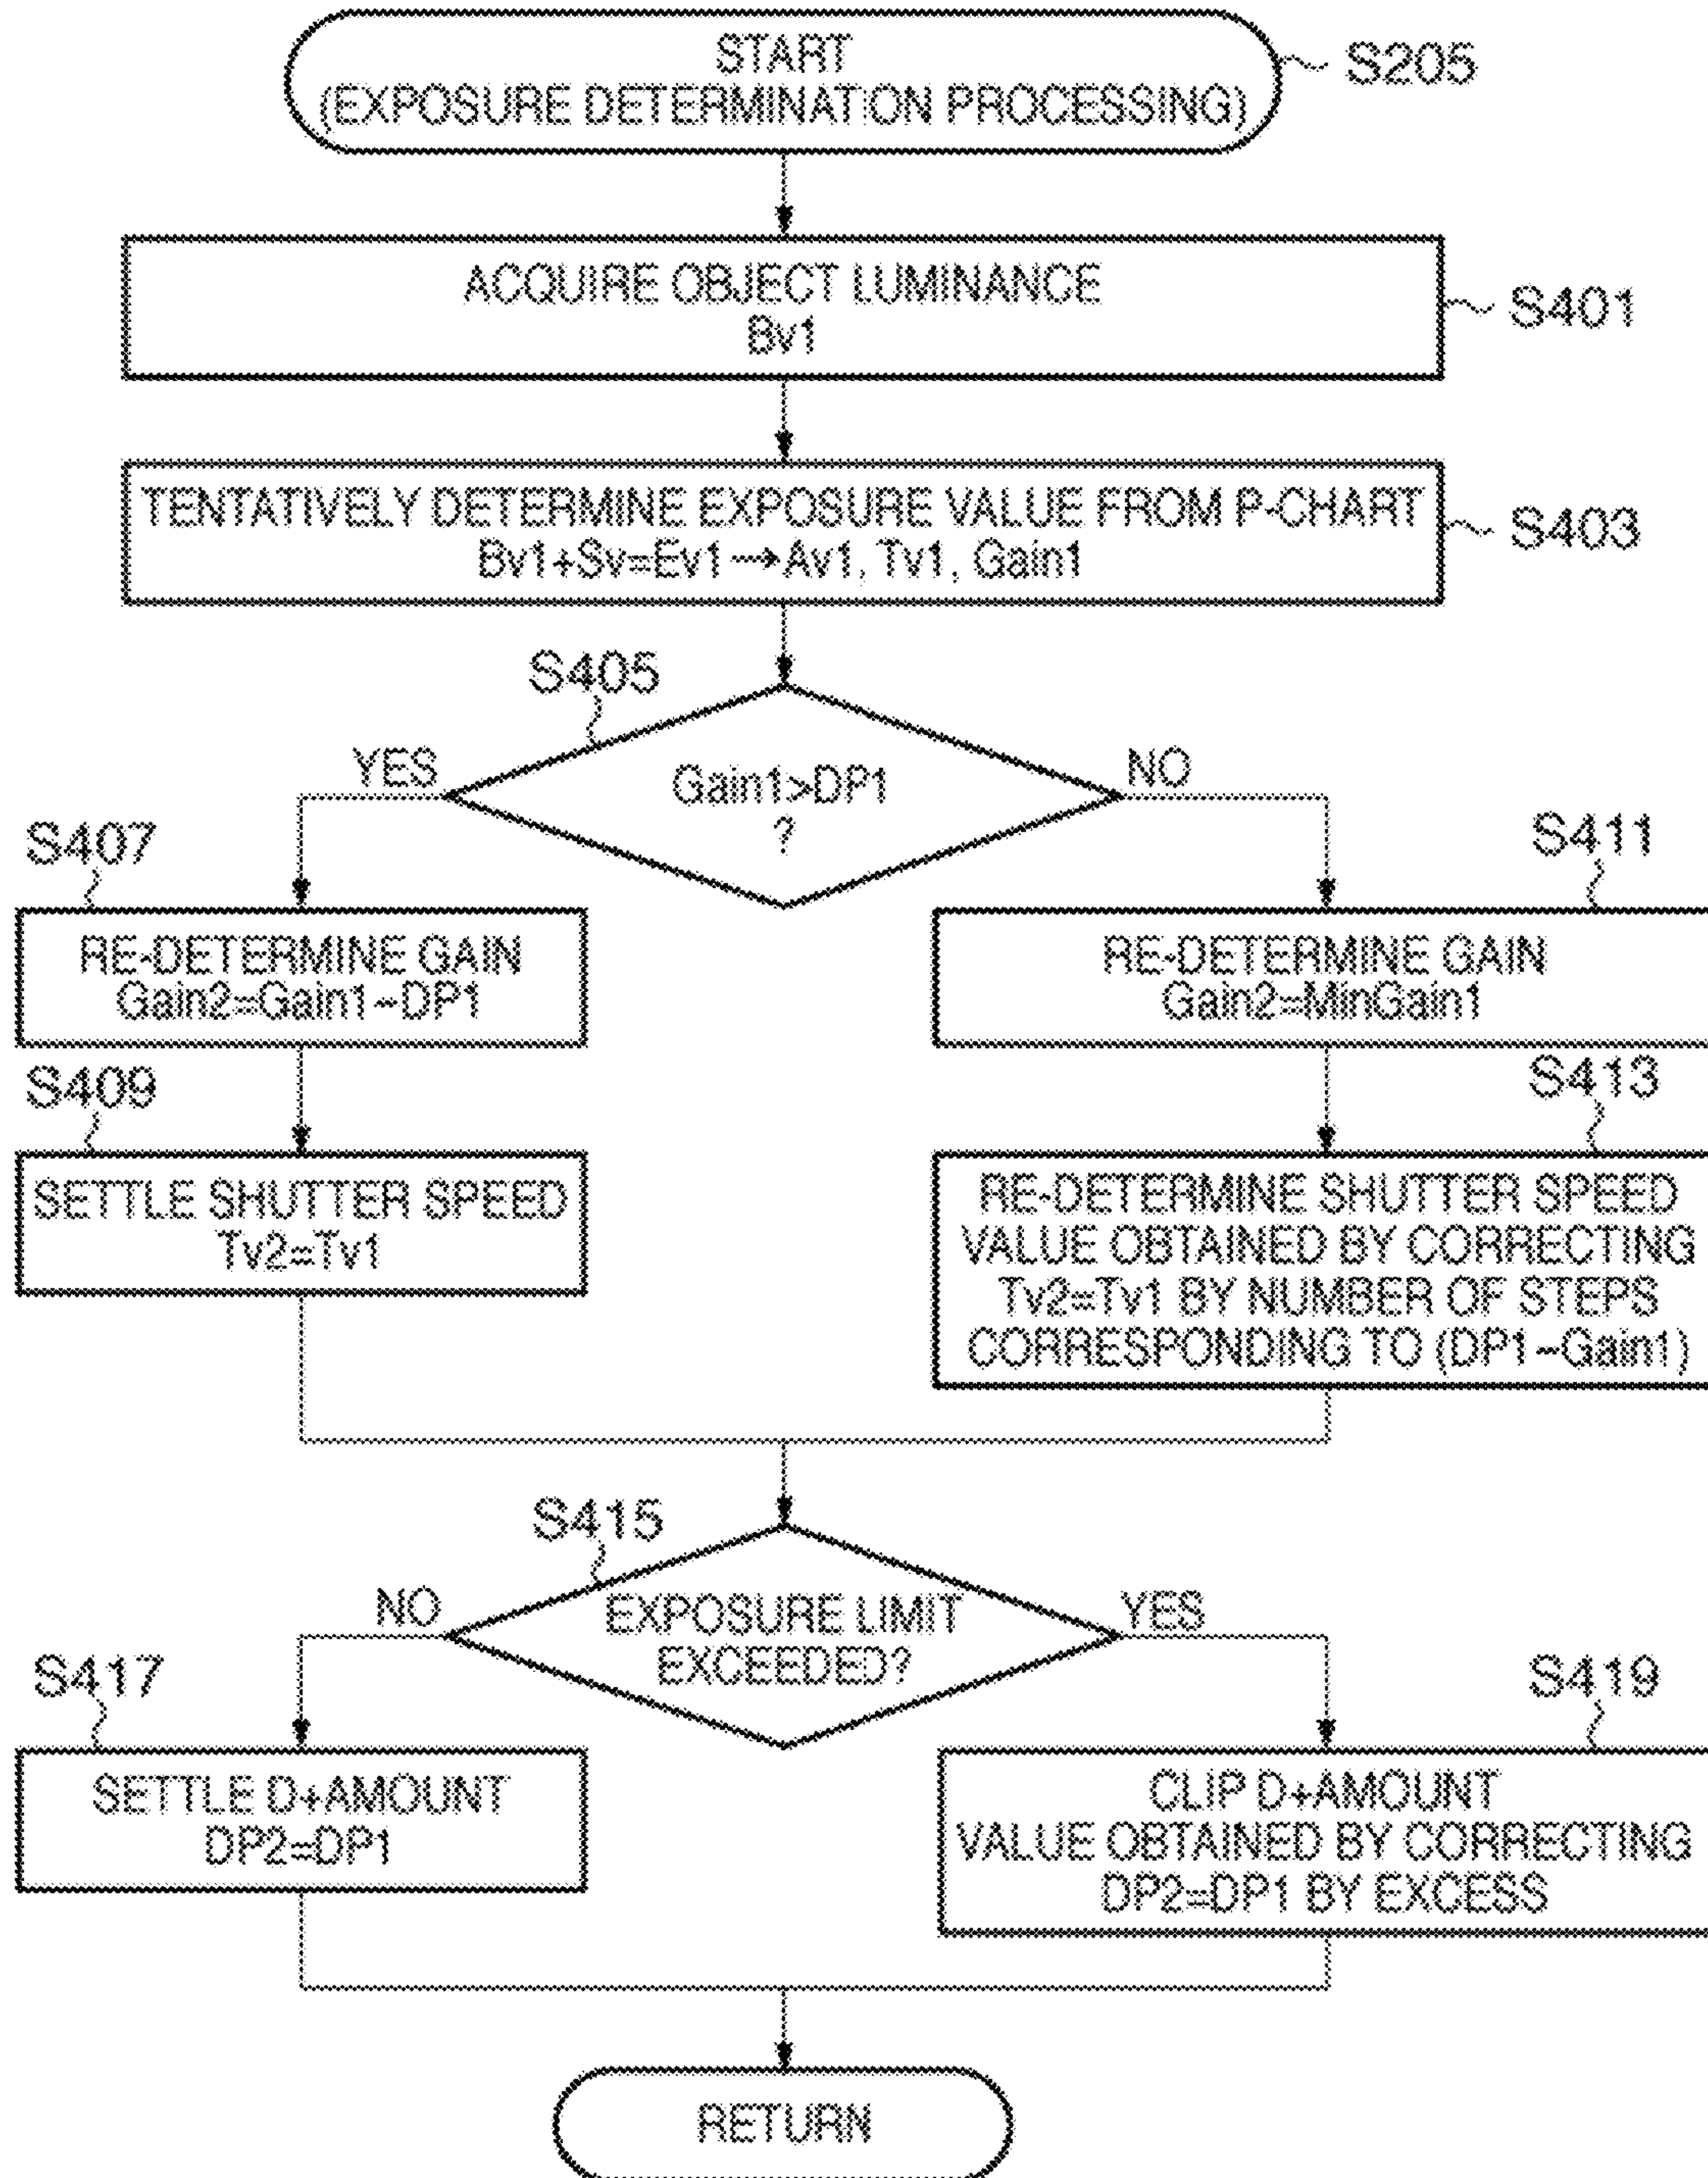 START
(EXPOSURE DETERMINATION PROCESSING)
S205
ACQUIRE OBJECT LUMINANCE
Bv1
S401
TENTATIVELY DETERMINE EXPOSURE VALUE FROM P-CHART
Bv1+Sv=Ev1→Av1, Tv1, Gain1
S403
S405
YES
Gain1>DP1
?
NO
S407
RE-DETERMINE GAIN
Gain2=Gain1-DP1
S411
RE-DETERMINE GAIN
Gain2=MinGain1
S409
SETTLE SHUTTER SPEED
Tv2=Tv1
S413
RE-DETERMINE SHUTTER SPEED
VALUE OBTAINED BY CORRECTING
Tv2=Tv1 BY NUMBER OF STEPS
CORRESPONDING TO (DP1-Gain1)
S415
NO
EXPOSURE LIMIT
EXCEEDED?
YES
S417
SETTLE D+AMOUNT
DP2=DP1
S419
CLIP D+AMOUNT
VALUE OBTAINED BY CORRECTING
DP2=DP1 BY EXCESS
RETURN